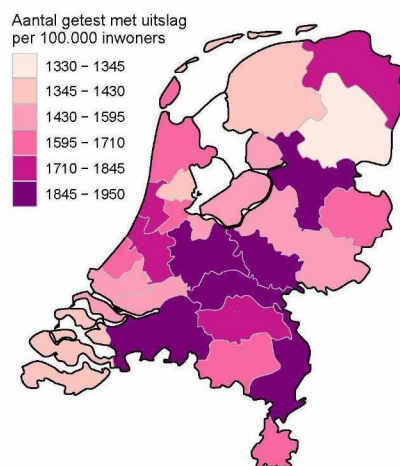 Aantal getest met uitslag
per 100.000 inwoners
1330 – 1345
1345 – 1430
1430 – 1595
1595 – 1710
1710 – 1845
1845 – 1950